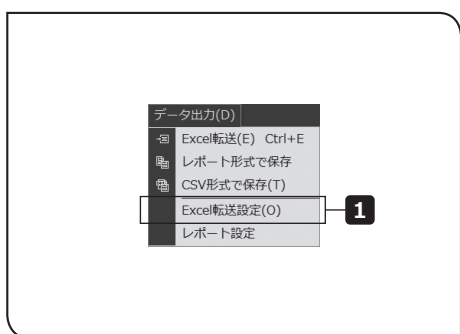 データ出力(D)
Excel転送(E) Ctrl+E
レポート形式で保存
CSV形式で保存(T)
Excel転送設定(O)
1
レポート設定